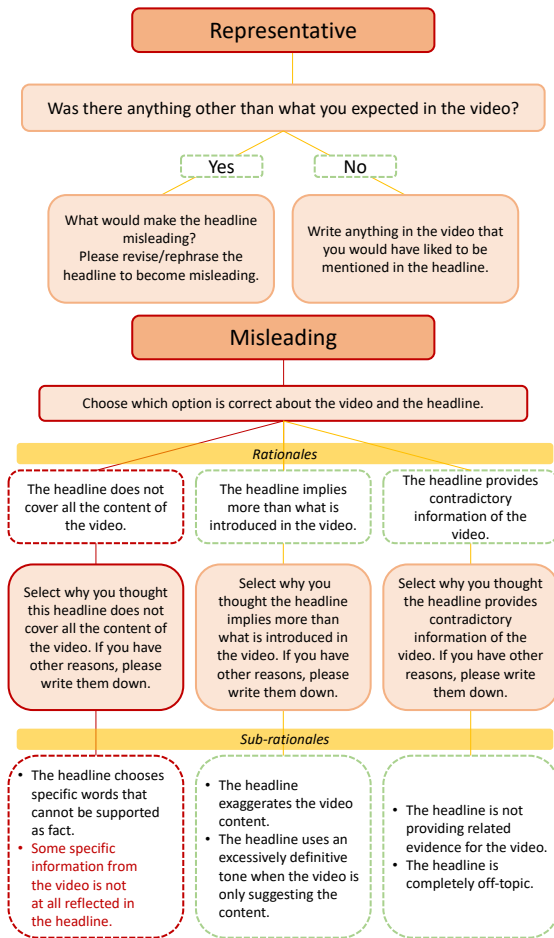 Representative
Was there anything other than what you expected in the video?
Yes
No
What would make the headline
misleading?
Please revise/rephrase the
headline to become misleading.
Write anything in the video that
you would have liked to be
mentioned in the headline.
Misleading
Choose which option is correct about the video and the headline.
Rationales
The headline does not
cover all the content of
the video.
The headline implies
more than what is
introduced in the video.
The headline provides
contradictory
information of the
video.
Select why you thought
this headline does not
cover all the content of
the video. If you have
other reasons, please
write them down.
Select why you
thought the headline
implies more than
what is introduced in
the video. If you have
other reasons, please
write them down.
Select why you thought
the headline provides
contradictory
information of the
video. If you have other
reasons, please write
them down.
Sub-rationales
• The headline chooses
specific words that
cannot be supported
as fact.
• Some specific
information from
the video is not
at all reflected in
the headline.
• The headline
exaggerates the video
content.
• The headline uses an
excessively definitive
tone when the video is
only suggesting the
content.
• The headline is not
providing related
evidence for the video.
• The headline is
completely off-topic.